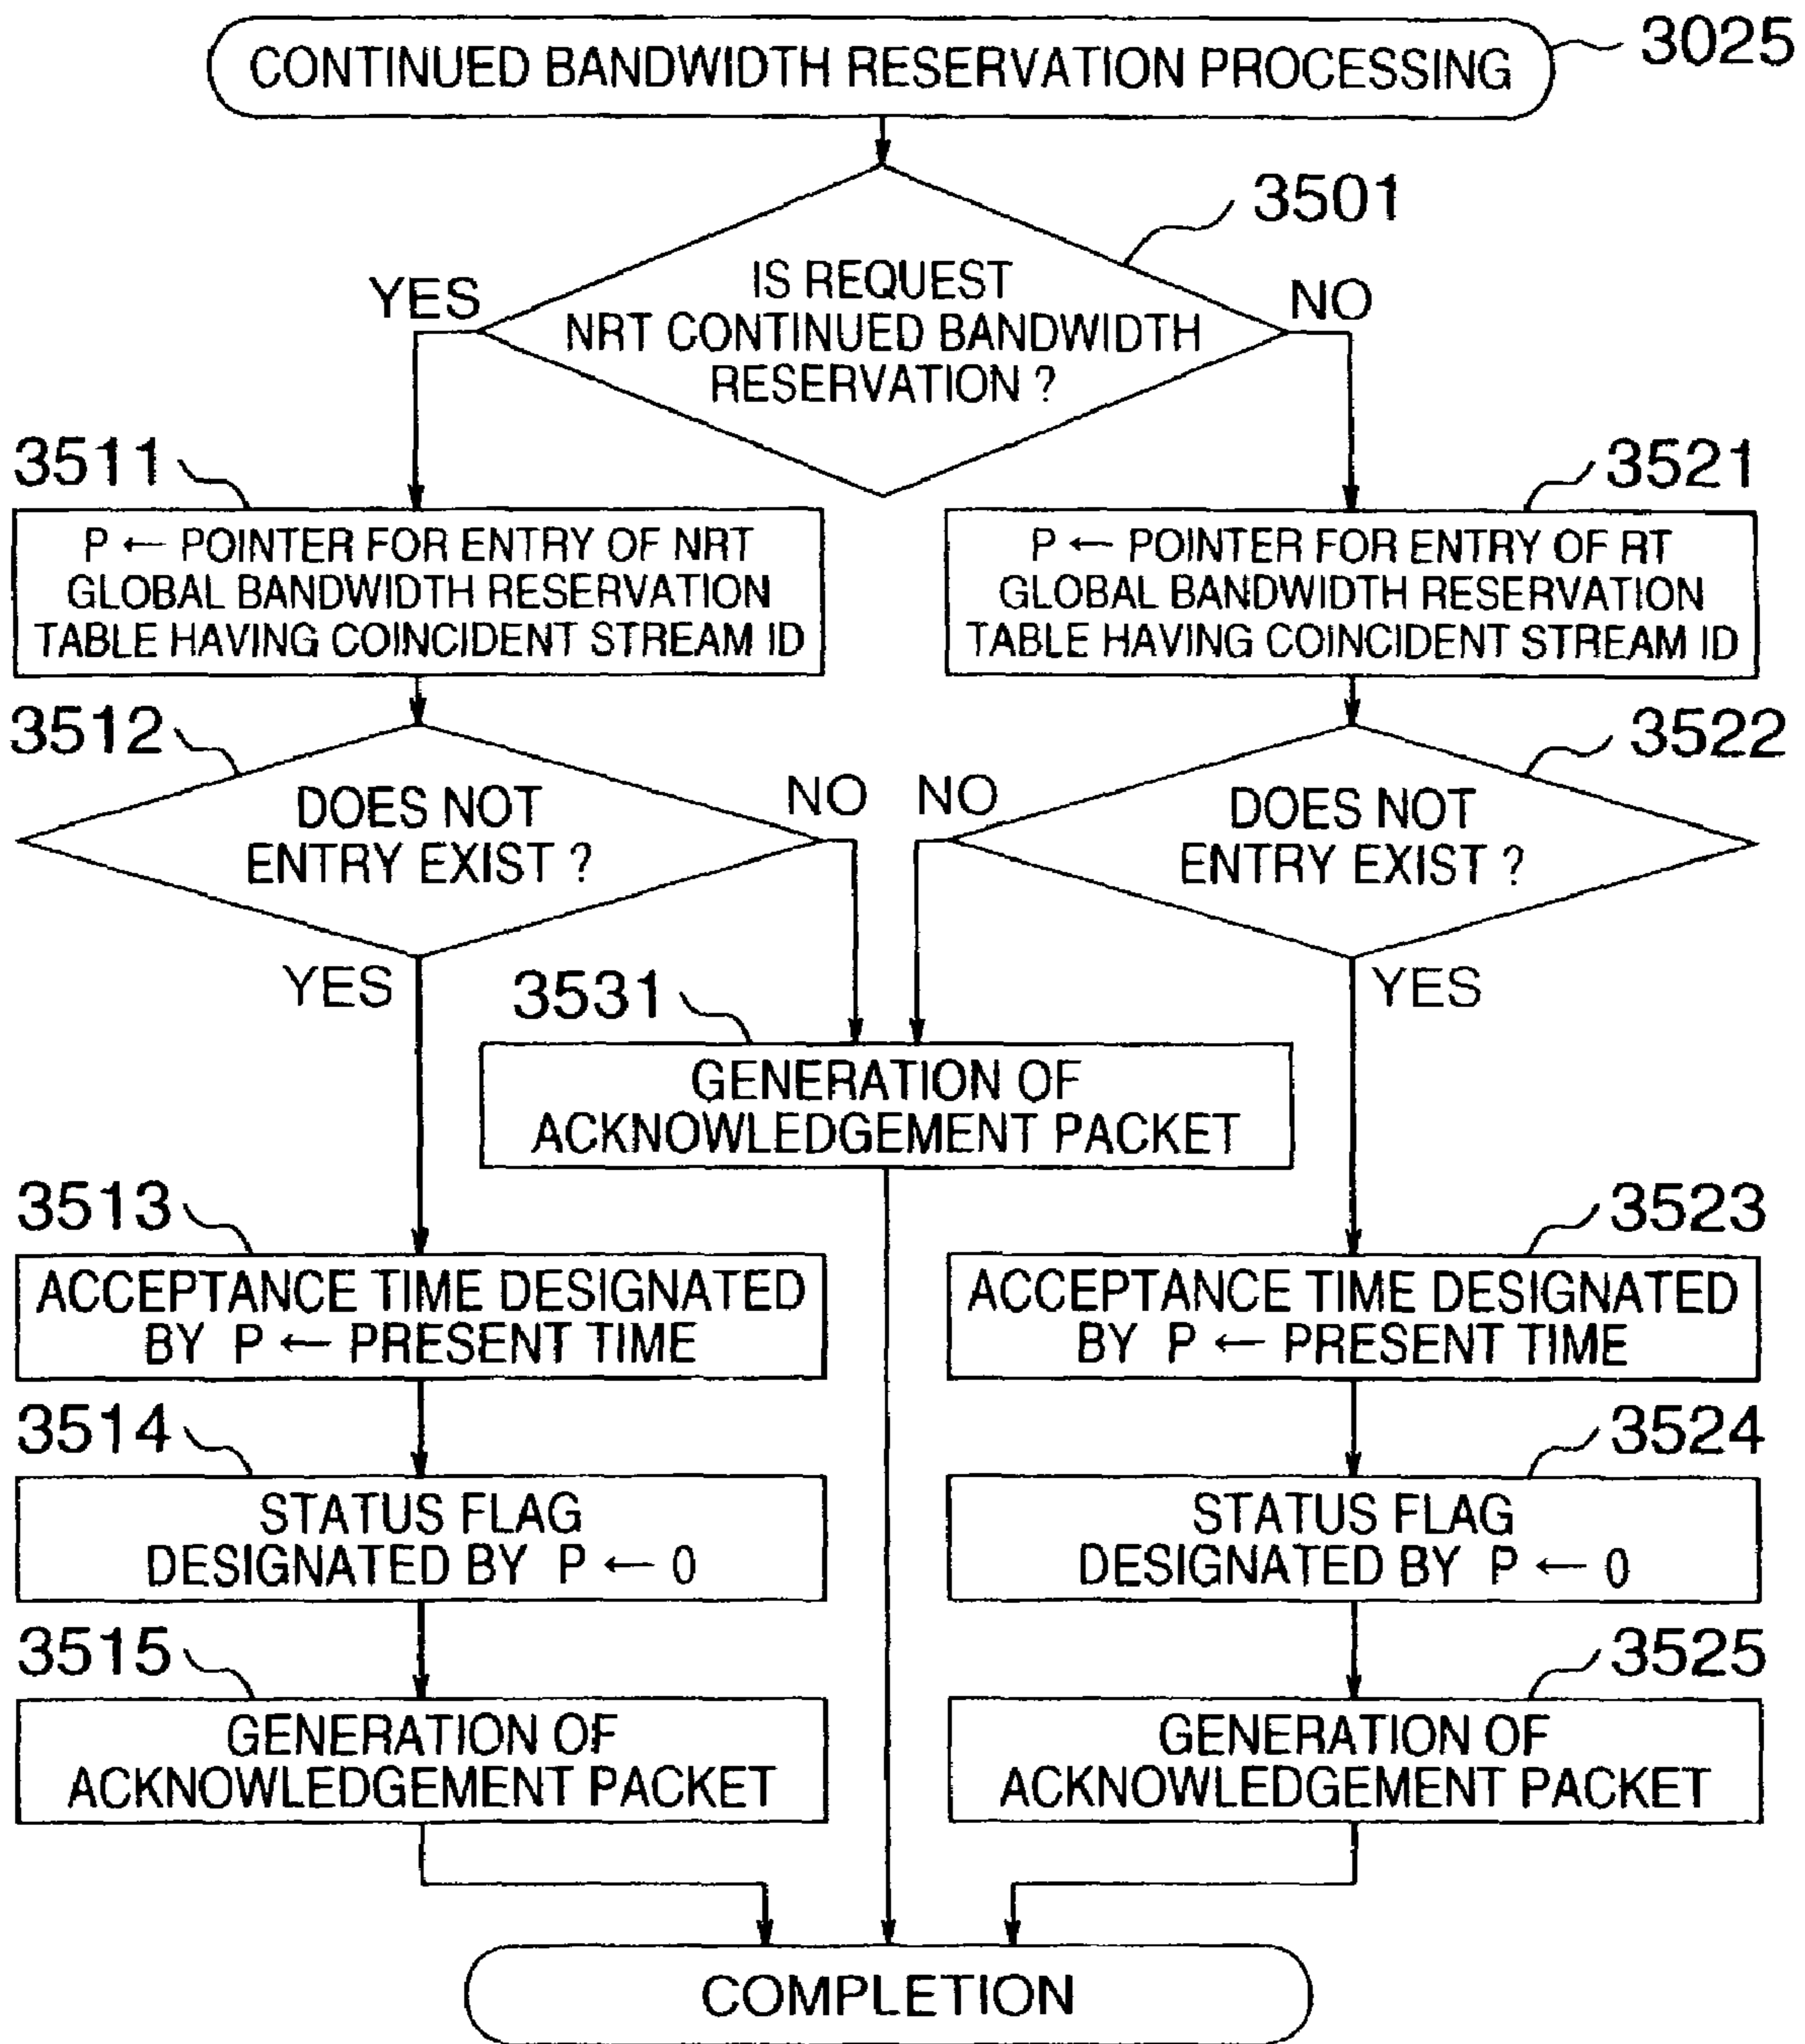 CONTINUED BANDWIDTH RESERVATION PROCESSING
3025
3501
IS REQUEST
NRT CONTINUED BANDWIDTH
RESERVATION ?
YES
NO
3511
P ← POINTER FOR ENTRY OF NRT
GLOBAL BANDWIDTH RESERVATION
TABLE HAVING COINCIDENT STREAM ID
3521
P ← POINTER FOR ENTRY OF RT
GLOBAL BANDWIDTH RESERVATION
TABLE HAVING COINCIDENT STREAM ID
3512
DOES NOT
ENTRY EXIST ?
NO
YES
3522
DOES NOT
ENTRY EXIST ?
NO
YES
3531
GENERATION OF
ACKNOWLEDGEMENT PACKET
3513
ACCEPTANCE TIME DESIGNATED
BY P ← PRESENT TIME
3523
ACCEPTANCE TIME DESIGNATED
BY P ← PRESENT TIME
3514
STATUS FLAG
DESIGNATED BY P ← 0
3524
STATUS FLAG
DESIGNATED BY P ← 0
3515
GENERATION OF
ACKNOWLEDGEMENT PACKET
3525
GENERATION OF
ACKNOWLEDGEMENT PACKET
COMPLETION